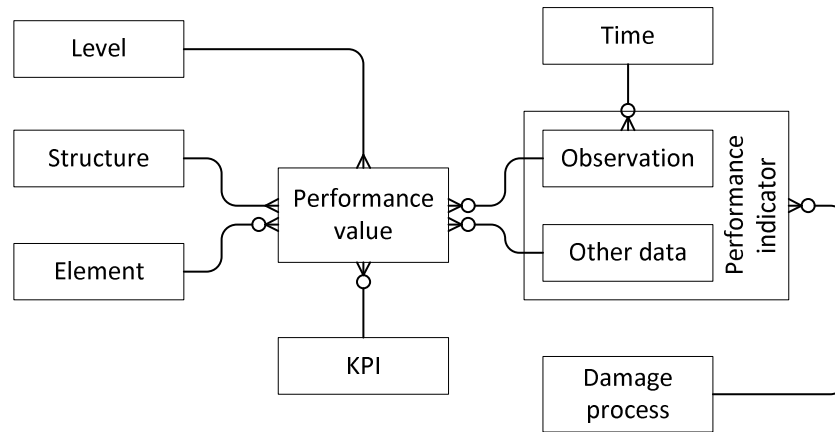 Level
Time
Structure
Observation
Performance
value
Performance
indicator
Element
Other data
KPI
Damage
process